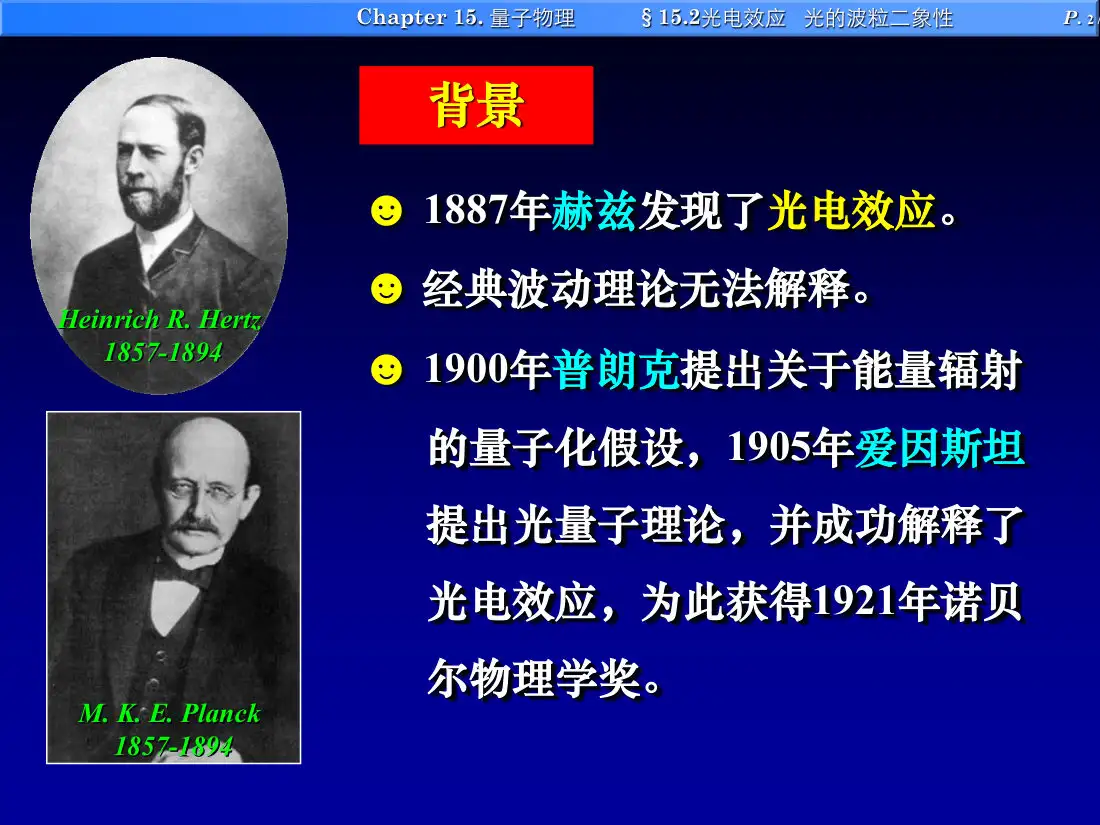 Chapter 15. 量子物理 §15.2光电效应 光的波粒二象性 P. 2/
背景
Heinrich R. Hertz
1857-1894
M. K. E. Planck
1857-1894
☻ 1887年赫兹发现了光电效应。
☻ 经典波动理论无法解释。
☻ 1900年普朗克提出关于能量辐射
的量子化假设，1905年爱因斯坦
提出光量子理论，并成功解释了
光电效应，为此获得1921年诺贝
尔物理学奖。